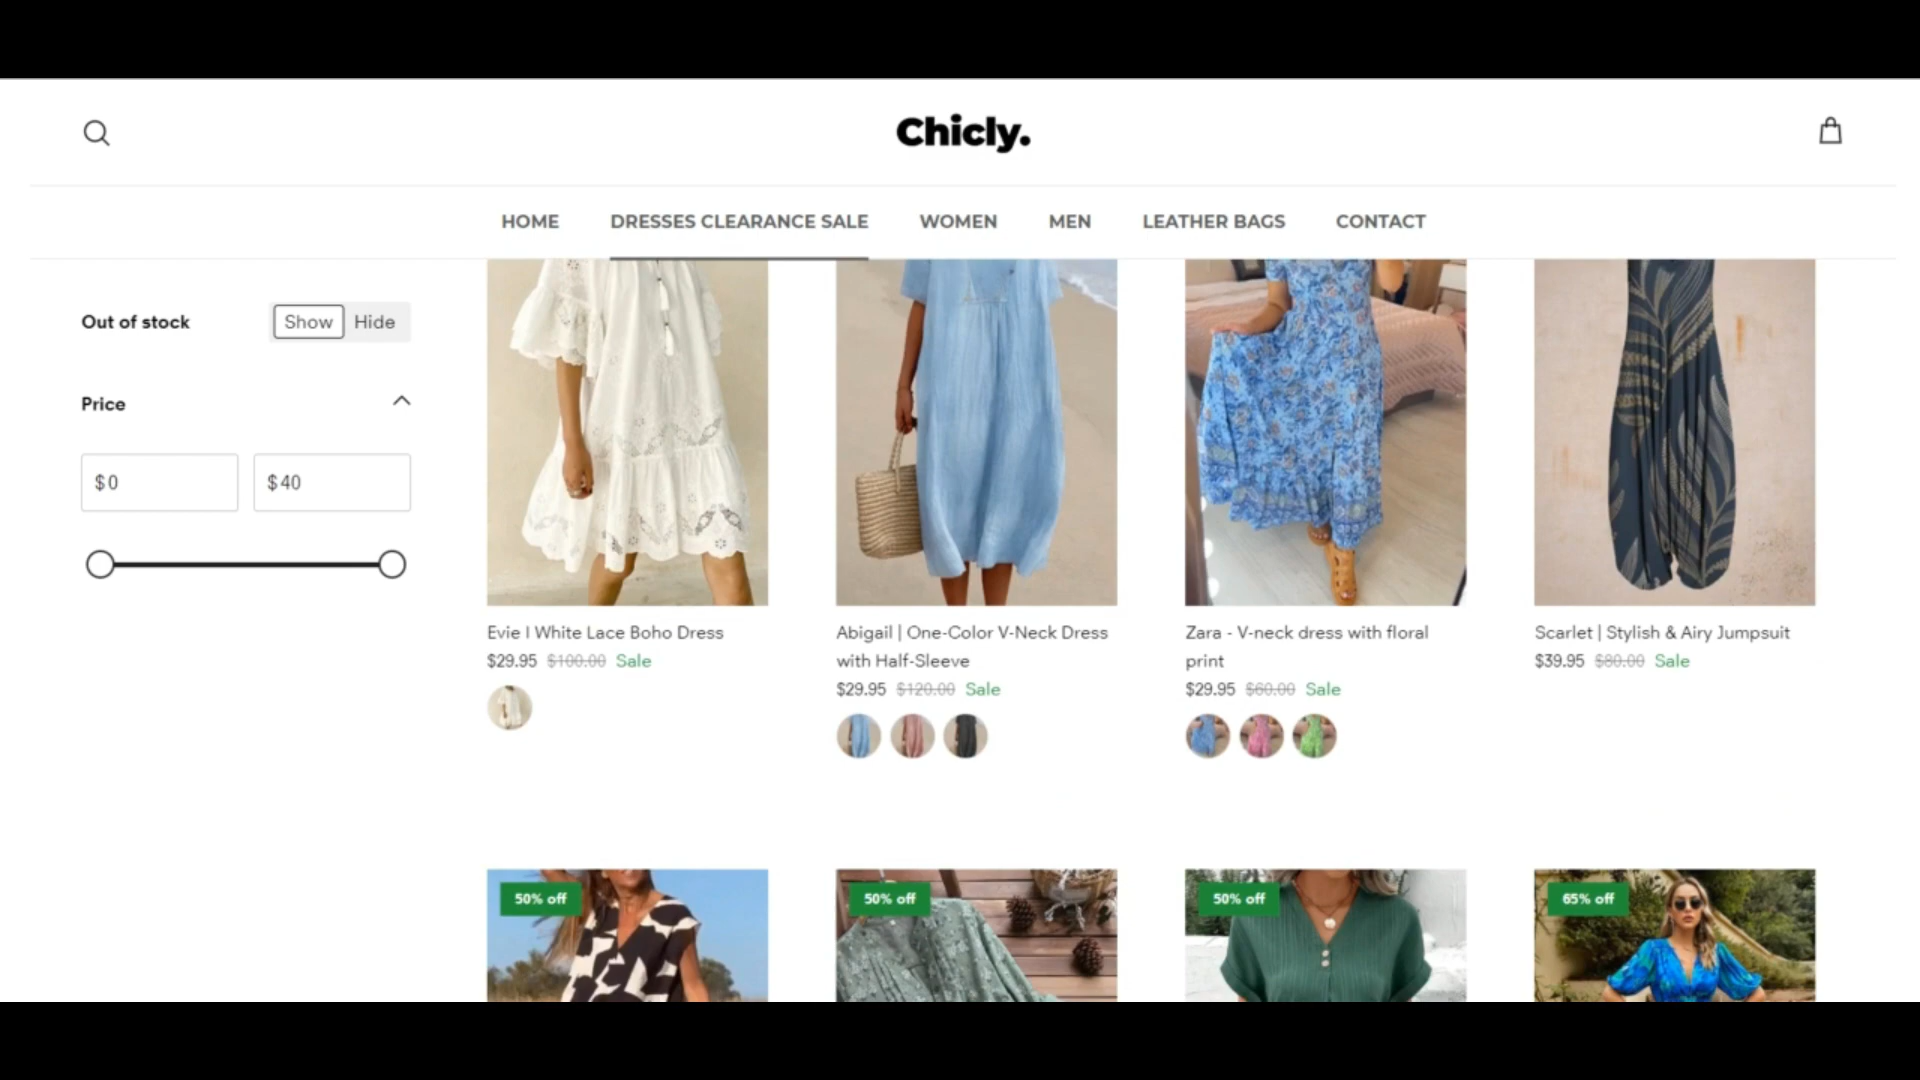 Chicly.
HOME DRESSES CLEARANCE SALE WOMEN MEN LEATHER BAGS CONTACT
Out of stock Show Hide
Price
$0 $40
Evie I White Lace Boho Dress
$29.95 $100.00 Sale
Abigail | One-Color V-Neck Dress
with Half-Sleeve
$29.95 $120.00 Sale
Zara - V-neck dress with floral
print
$29.95 $60.00 Sale
Scarlet | Stylish & Airy Jumpsuit
$39.95 $80.00 Sale
50% off
50% off
50% off
65% off